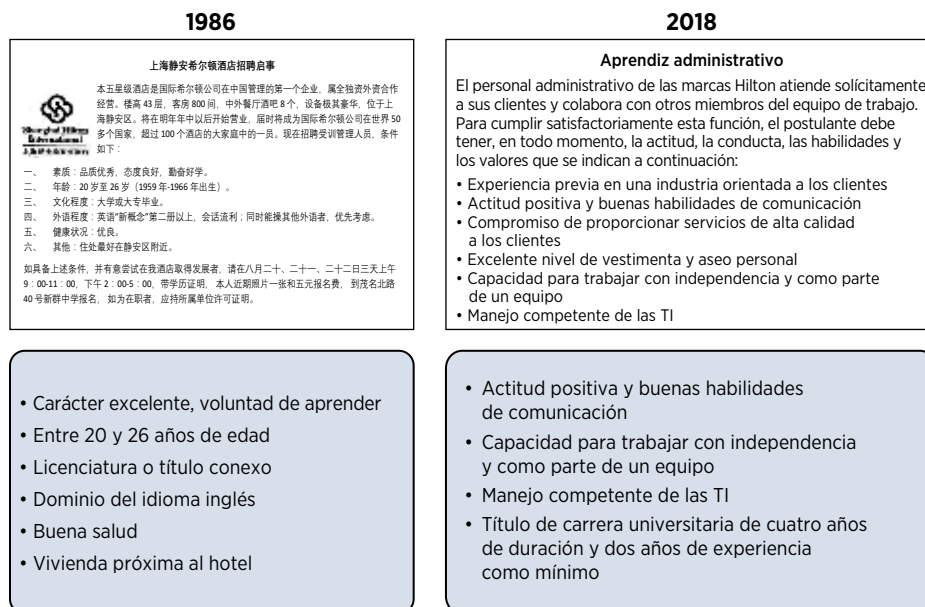 1986
上海静安希尔顿酒店招聘启事
本五星级酒店是国际希尔顿公司在中国管理的第一个企业，属全独资外资合作
经营。楼高 43 层，客房 800 间，中外餐厅酒吧 8 个，设备极其豪华，位于上
海静安区。将在明年年中以后开始营业，届时将成为国际希尔顿公司在世界 50
多个国家，超过 100 个酒店的大家庭中的一员。现在招聘受训管理人员，条件
如下：
Shanghai Hilton
International
一、 素质：品质优秀，态度良好，勤奋好学。
二、 年龄：20 岁至 26 岁（1959 年-1966 年出生）。
三、 文化程度：大学或大专毕业。
四、 外语程度：英语“新概念”第二册以上，会话流利；同时能操其他外语者，优先考虑。
五、 健康状况：优良。
六、 其他：住处最好在静安区附近。
如具备上述条件，并有意尝试在我酒店取得发展者，请在八月二十、二十一、二十二日三天上午
9：00-11：00，下午 2：00-5：00，带学历证明，本人近期照片一张和五元报名费，到茂名北路
40 号新群中学报名，如为在职者，应持所属单位许可证明。
• Carácter excelente, voluntad de aprender
• Entre 20 y 26 años de edad
• Licenciatura o título conexo
• Dominio del idioma inglés
• Buena salud
• Vivienda próxima al hotel
2018
Aprendiz administrativo
El personal administrativo de las marcas Hilton atiende solícitamente
a sus clientes y colabora con otros miembros del equipo de trabajo.
Para cumplir satisfactoriamente esta función, el postulante debe
tener, en todo momento, la actitud, la conducta, las habilidades y
los valores que se indican a continuación:
• Experiencia previa en una industria orientada a los clientes
• Actitud positiva y buenas habilidades de comunicación
• Compromiso de proporcionar servicios de alta calidad
a los clientes
• Excelente nivel de vestimenta y aseo personal
• Capacidad para trabajar con independencia y como parte
de un equipo
• Manejo competente de las TI
• Actitud positiva y buenas habilidades
de comunicación
• Capacidad para trabajar con independencia
y como parte de un equipo
• Manejo competente de las TI
• Título de carrera universitaria de cuatro años
de duración y dos años de experiencia
como mínimo